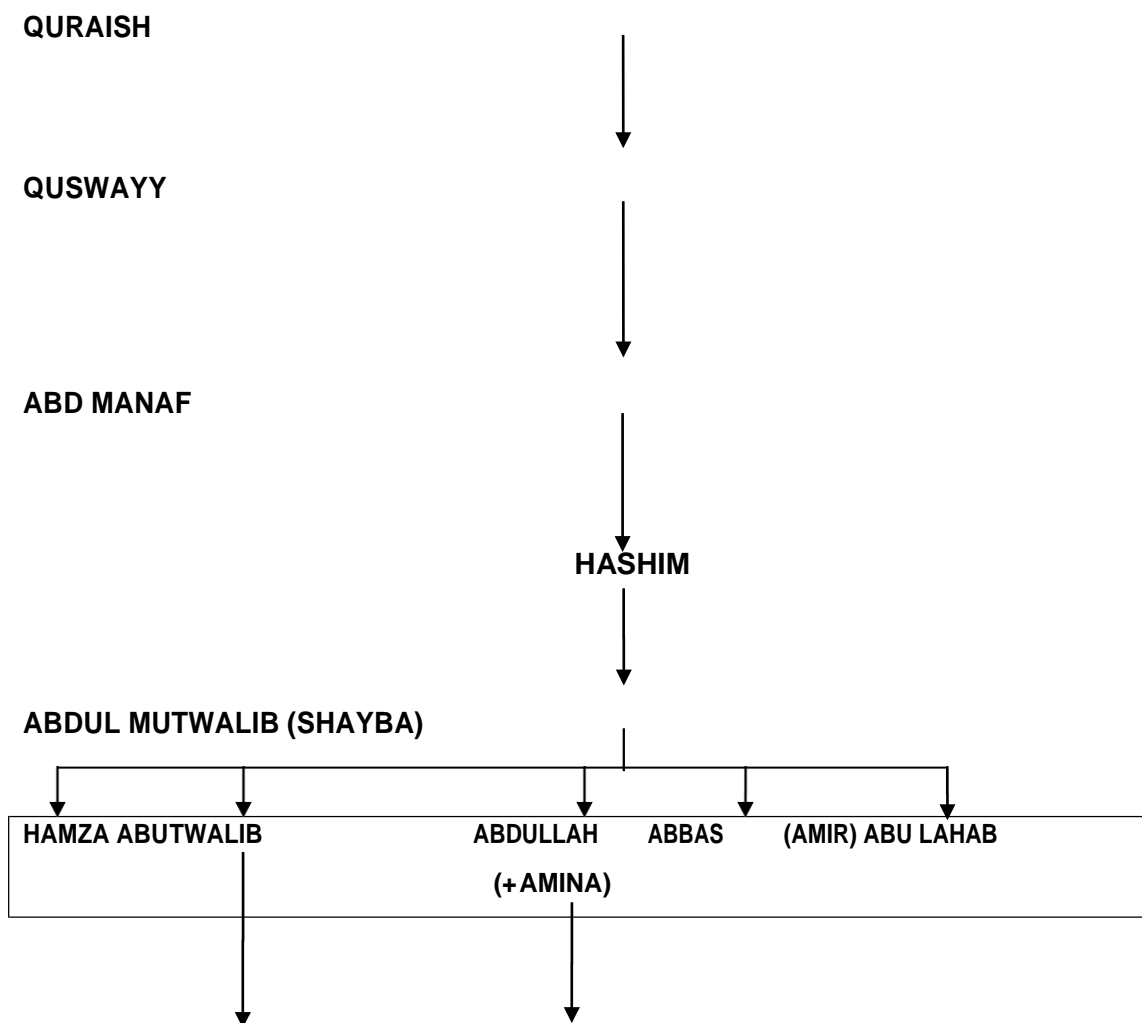 QURAISH
QUSWAYY
ABD MANAF
HASHIM
ABDUL MUTWALIB (SHAYBA)
HAMZA ABUTWALIB ABDULLAH ABBAS (AMIR) ABU LAHAB
(+AMINA)